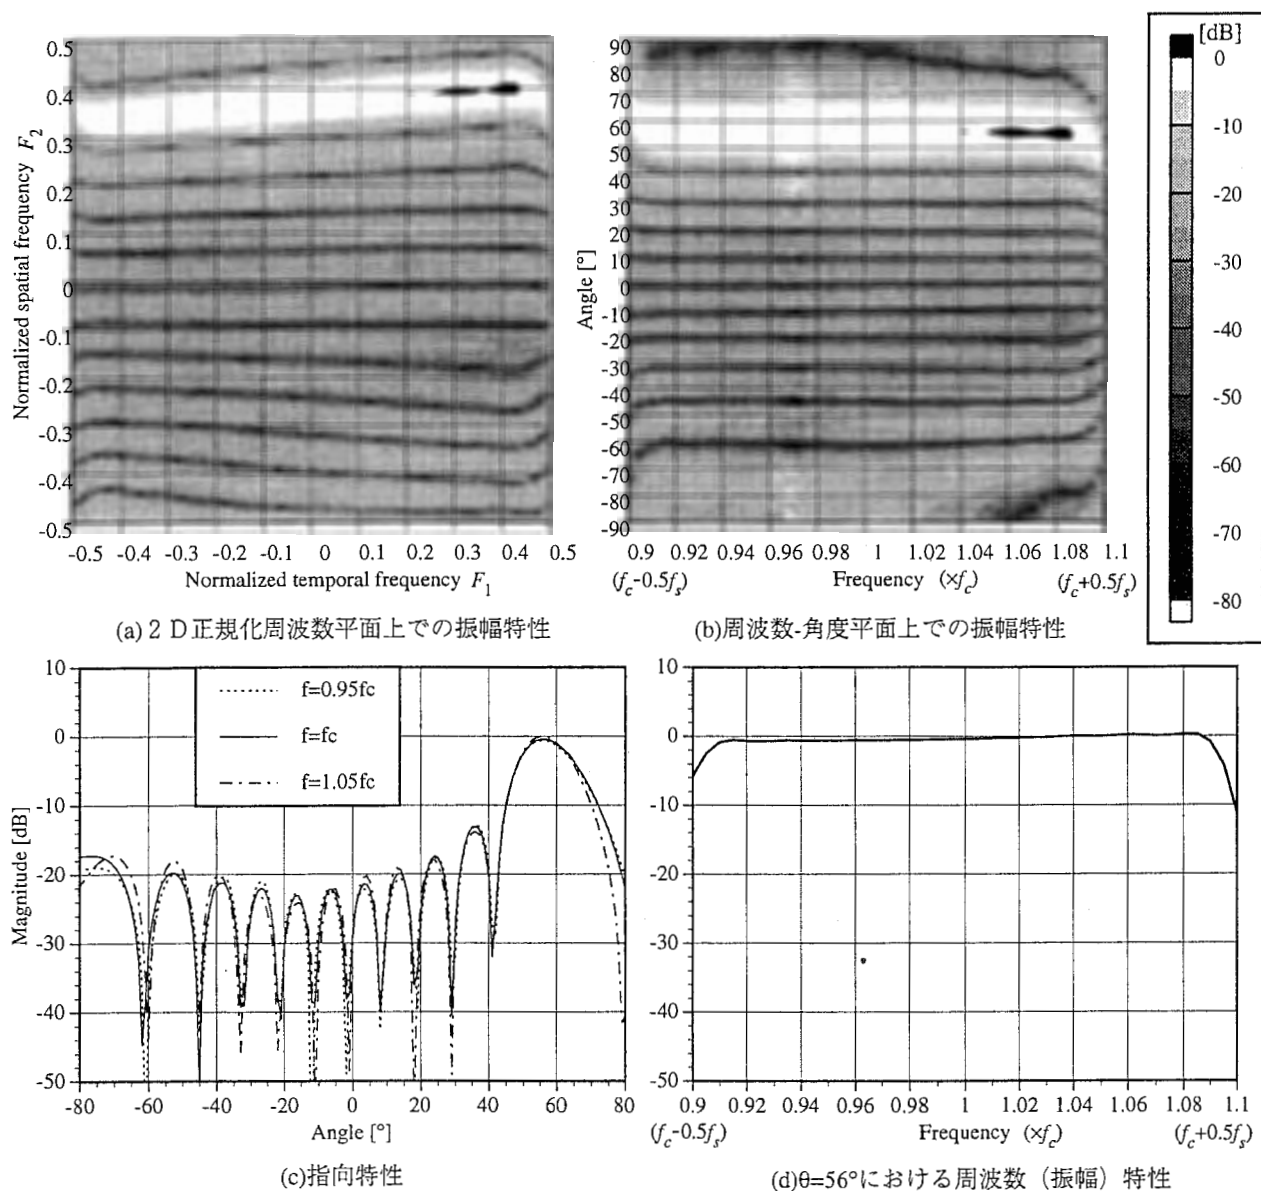 0.5
0.4
0.3
0.2
0.1
0
-0.1
-0.2
-0.3
-0.4
-0.5
Normalized spatial frequency F2
-0.5 -0.4 -0.3 -0.2 -0.1 0 0.1 0.2 0.3 0.4 0.5
Normalized temporal frequency F1
(a) 2 D正規化周波数平面上での振幅特性
90
80
70
60
50
40
30
20
10
0
-10
-20
-30
-40
-50
-60
-70
-80
-90
Angle [°]
0.9 0.92 0.94 0.96 0.98 1 1.02 1.04 1.06 1.08 1.1
(fc-0.5fs) Frequency (×fc) (fc+0.5fs)
(b)周波数-角度平面上での振幅特性
[dB]
0
-10
-20
-30
-40
-50
-60
-70
-80
10
0
-10
-20
-30
-40
-50
Magnitude [dB]
f=0.95fc
f=fc
f=1.05fc
-80 -60 -40 -20 0 20 40 60 80
Angle [°]
(c)指向特性
10
0
-10
-20
-30
-40
-50
0.9 0.92 0.94 0.96 0.98 1 1.02 1.04 1.06 1.08 1.1
(fc-0.5fs) Frequency (×fc) (fc+0.5fs)
(d)θ=56°における周波数（振幅）特性